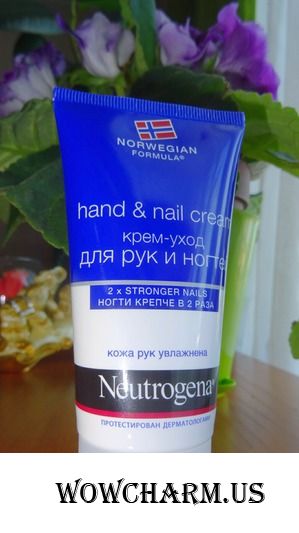 NORWEGIAN
FORMULA®
hand & nail cream
крем-уход
для рук и ногтей
2 x STRONGER NAILS
НОГТИ КРЕПЧЕ В 2 РАЗА
кожа рук увлажнена
Neutrogena®
ПРОТЕСТИРОВАН ДЕРМАТОЛОГАМИ
WOWCHARM.US